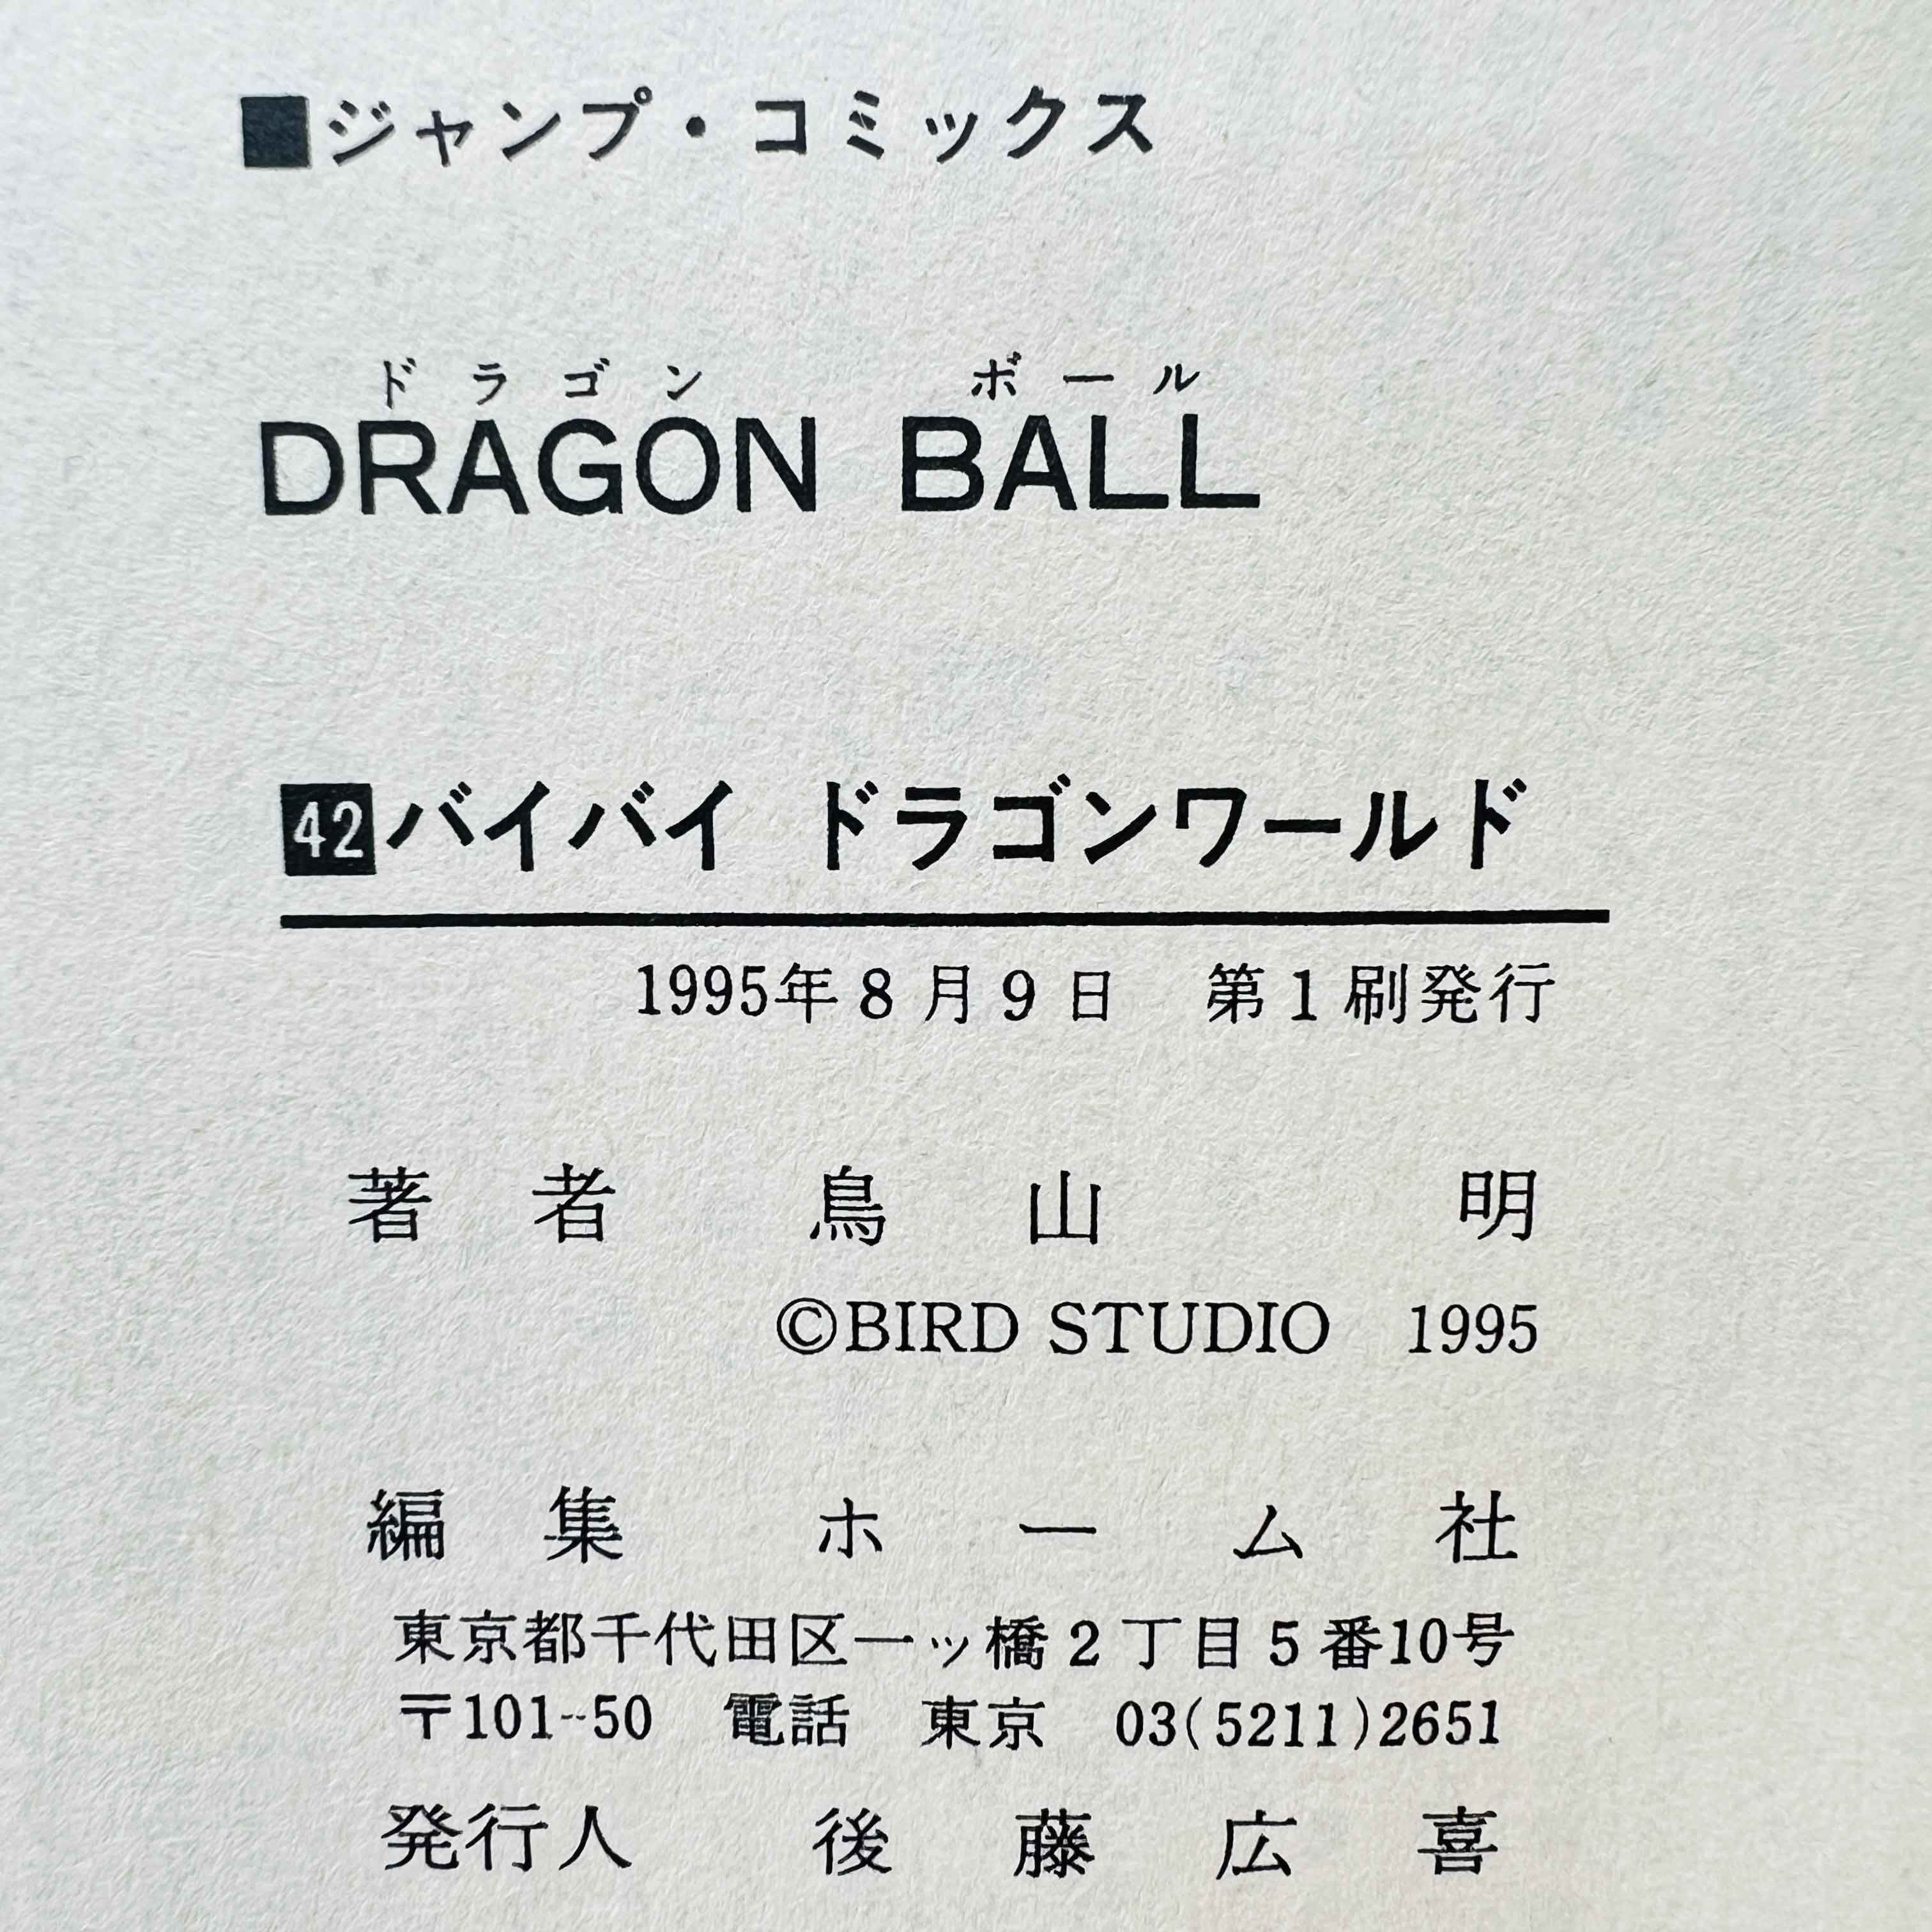 ■ジャンプ・コミックス
ドラゴン ボール
DRAGON BALL
42バイバイ ドラゴンワールド
1995年8月9日 第1刷発行
著者 鳥山明
©BIRD STUDIO 1995
編集 ホーム社
東京都千代田区一ッ橋2丁目5番10号
〒101-50 電話 東京 03(5211)2651
発行人 後藤広喜